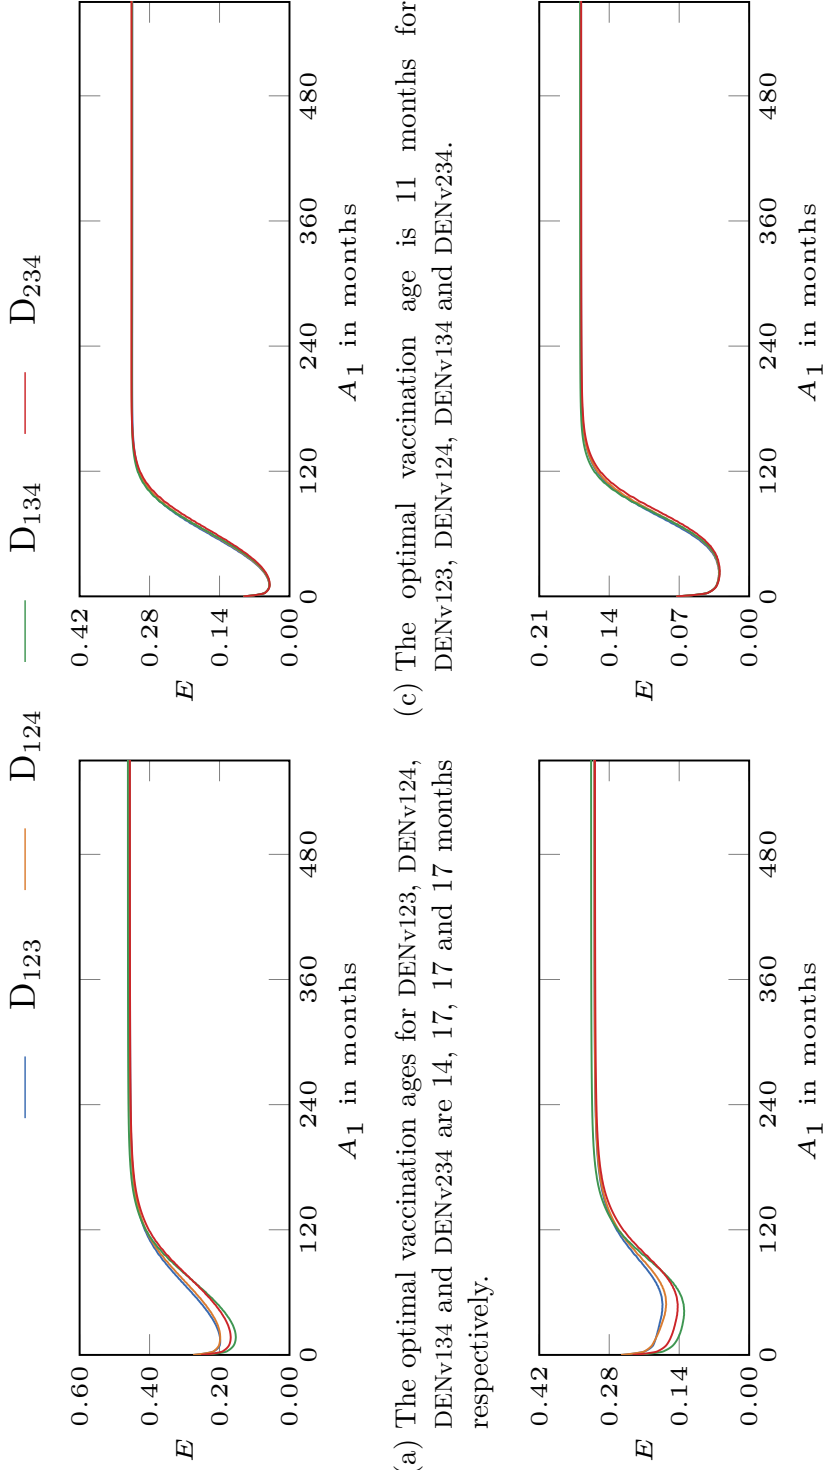 D123 D124 D134 D234
0.60
0.40
0.20
0.00
E
0 120 240 360 480
A1 in months
(a) The optimal vaccination ages for DENv123, DENv124,
DENv134 and DENv234 are 14, 17, 17 and 17 months
respectively.
0.42
0.28
0.14
0.00
E
0 120 240 360 480
A1 in months
(c) The optimal vaccination age is 11 months for
DENv123, DENv124, DENv134 and DENv234.
0.42
0.28
0.14
0.00
E
0 120 240 360 480
A1 in months
0.21
0.14
0.07
0.00
E
0 120 240 360 480
A1 in months